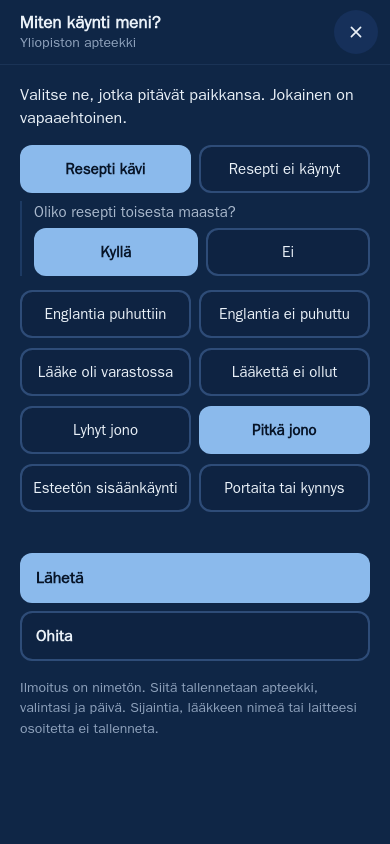 Miten käynti meni?
Yliopiston apteekki
Valitse ne, jotka pitävät paikkansa. Jokainen on
vapaaehtoinen.
Resepti kävi
Resepti ei käynyt
Oliko resepti toisesta maasta?
Kyllä
Ei
Englantia puhuttiin
Englantia ei puhuttu
Lääke oli varastossa
Lääkettä ei ollut
Lyhyt jono
Pitkä jono
Esteetön sisäänkäynti
Portaita tai kynnys
Lähetä
Ohita
Ilmoitus on nimetön. Siitä tallennetaan apteekki,
valintasi ja päivä. Sijaintia, lääkkeen nimeä tai laitteesi
osoitetta ei tallenneta.